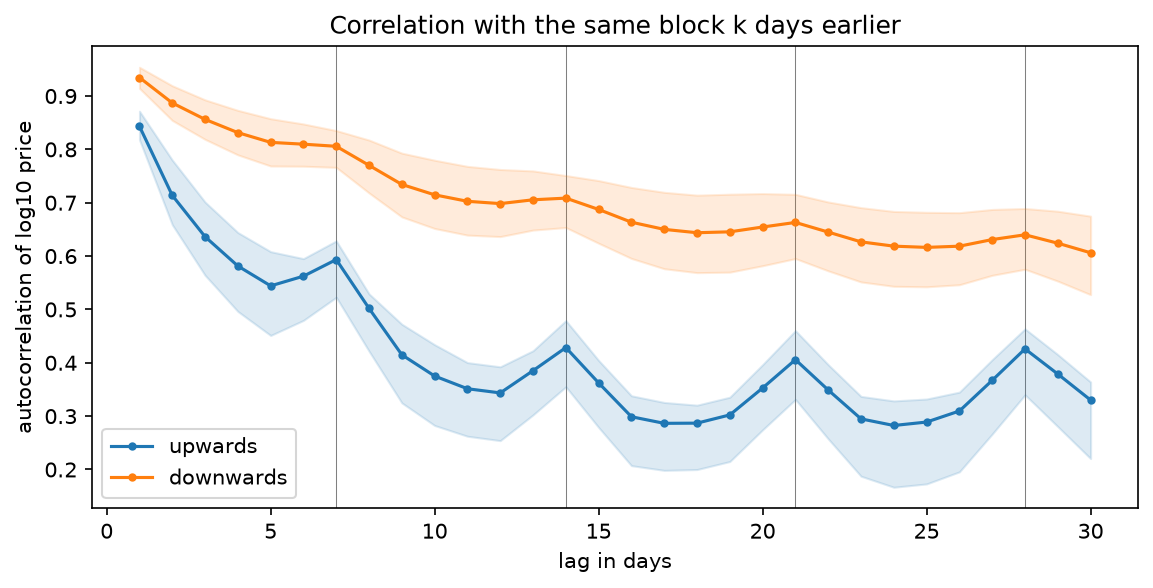 Correlation with the same block k days earlier
autocorrelation of log10 price
0.9
0.8
0.7
0.6
0.5
0.4
0.3
0.2
upwards
downwards
0 5 10 15 20 25 30
lag in days